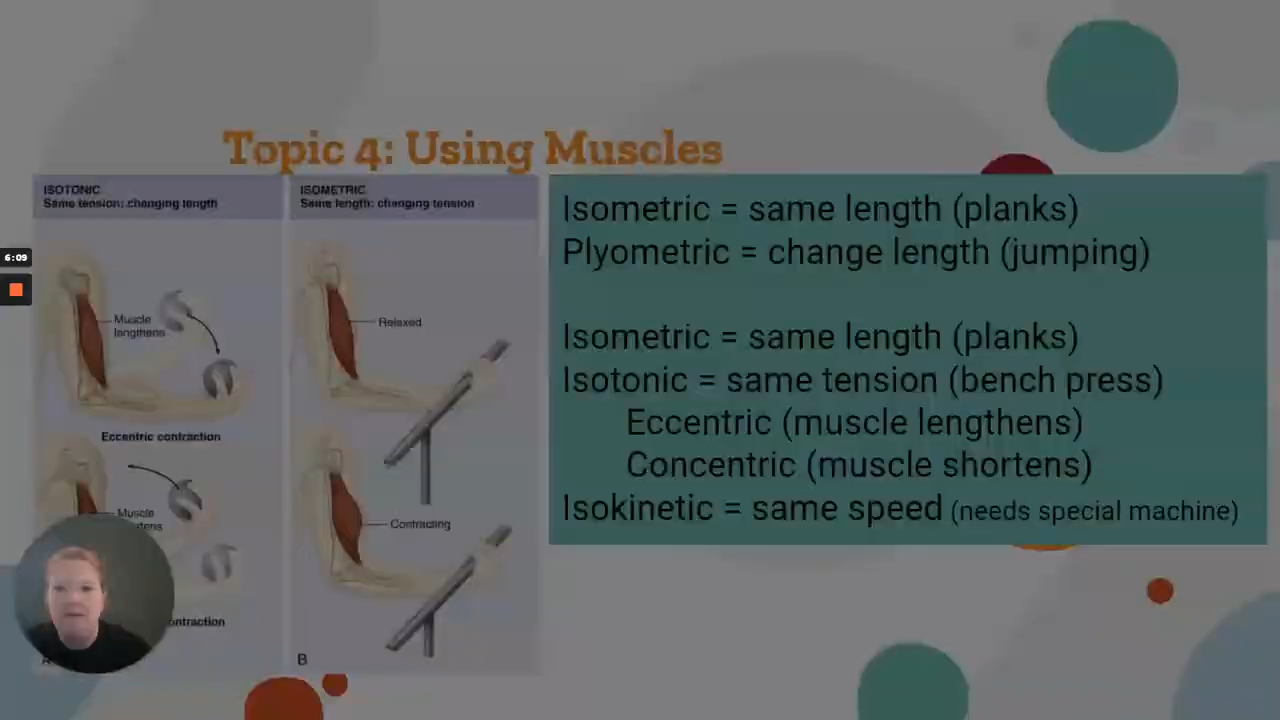 Topic 4: Using Muscles
ISOTONIC
Same tension: changing length
Muscle
lengthens
Eccentric contraction
Muscle
ontraction
ISOMETRIC
Same length: changing tension
Relaxed
Contracting
B
Isometric = same length (planks)
Plyometric = change length (jumping)
Isometric = same length (planks)
Isotonic = same tension (bench press)
Eccentric (muscle lengthens)
Concentric (muscle shortens)
Isokinetic = same speed (needs special machine)
6:09